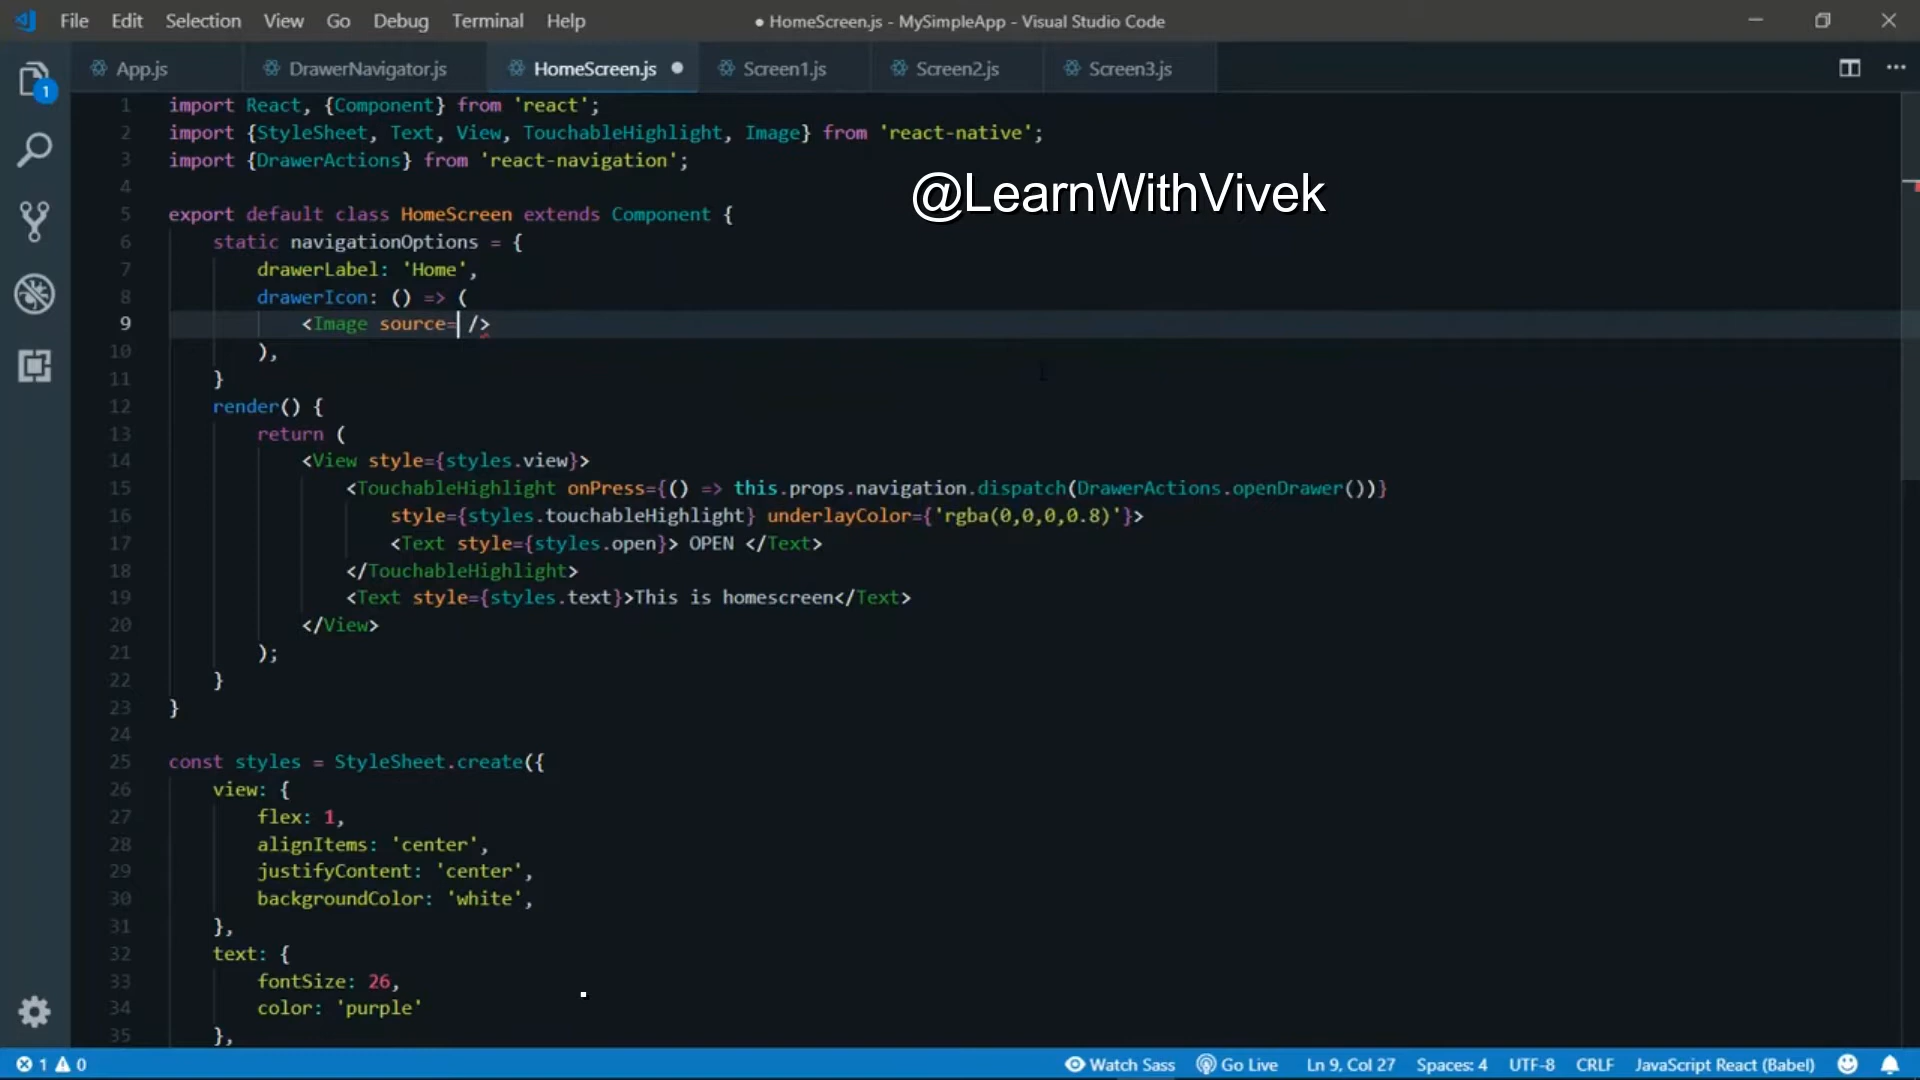 File Edit Selection View Go Debug Terminal Help ● HomeScreen.js - MySimpleApp - Visual Studio Code
App.js DrawerNavigator.js HomeScreen.js ● Screen1.js Screen2.js Screen3.js
1
1 import React, {Component} from 'react';
2 import {StyleSheet, Text, View, TouchableHighlight, Image} from 'react-native';
3 import {DrawerActions} from 'react-navigation';
@LearnWithVivek
4
5 export default class HomeScreen extends Component {
6 static navigationOptions = {
7 drawerLabel: 'Home',
8 drawerIcon: () => (
9 <Image source= />
10 ),
11 }
12 render() {
13 return (
14 <View style={styles.view}>
15 <TouchableHighlight onPress={() => this.props.navigation.dispatch(DrawerActions.openDrawer())}
16 style={styles.touchableHighlight} underlayColor={'rgba(0,0,0,0.8)'}>
17 <Text style={styles.open}> OPEN </Text>
18 </TouchableHighlight>
19 <Text style={styles.text}>This is homescreen</Text>
20 </View>
21 );
22 }
23 }
24
25 const styles = StyleSheet.create({
26 view: {
27 flex: 1,
28 alignItems: 'center',
29 justifyContent: 'center',
30 backgroundColor: 'white',
31 },
32 text: {
33 fontSize: 26,
34 color: 'purple'
35 },
1 0 Watch Sass Go Live Ln 9, Col 27 Spaces: 4 UTF-8 CRLF JavaScript React (Babel)